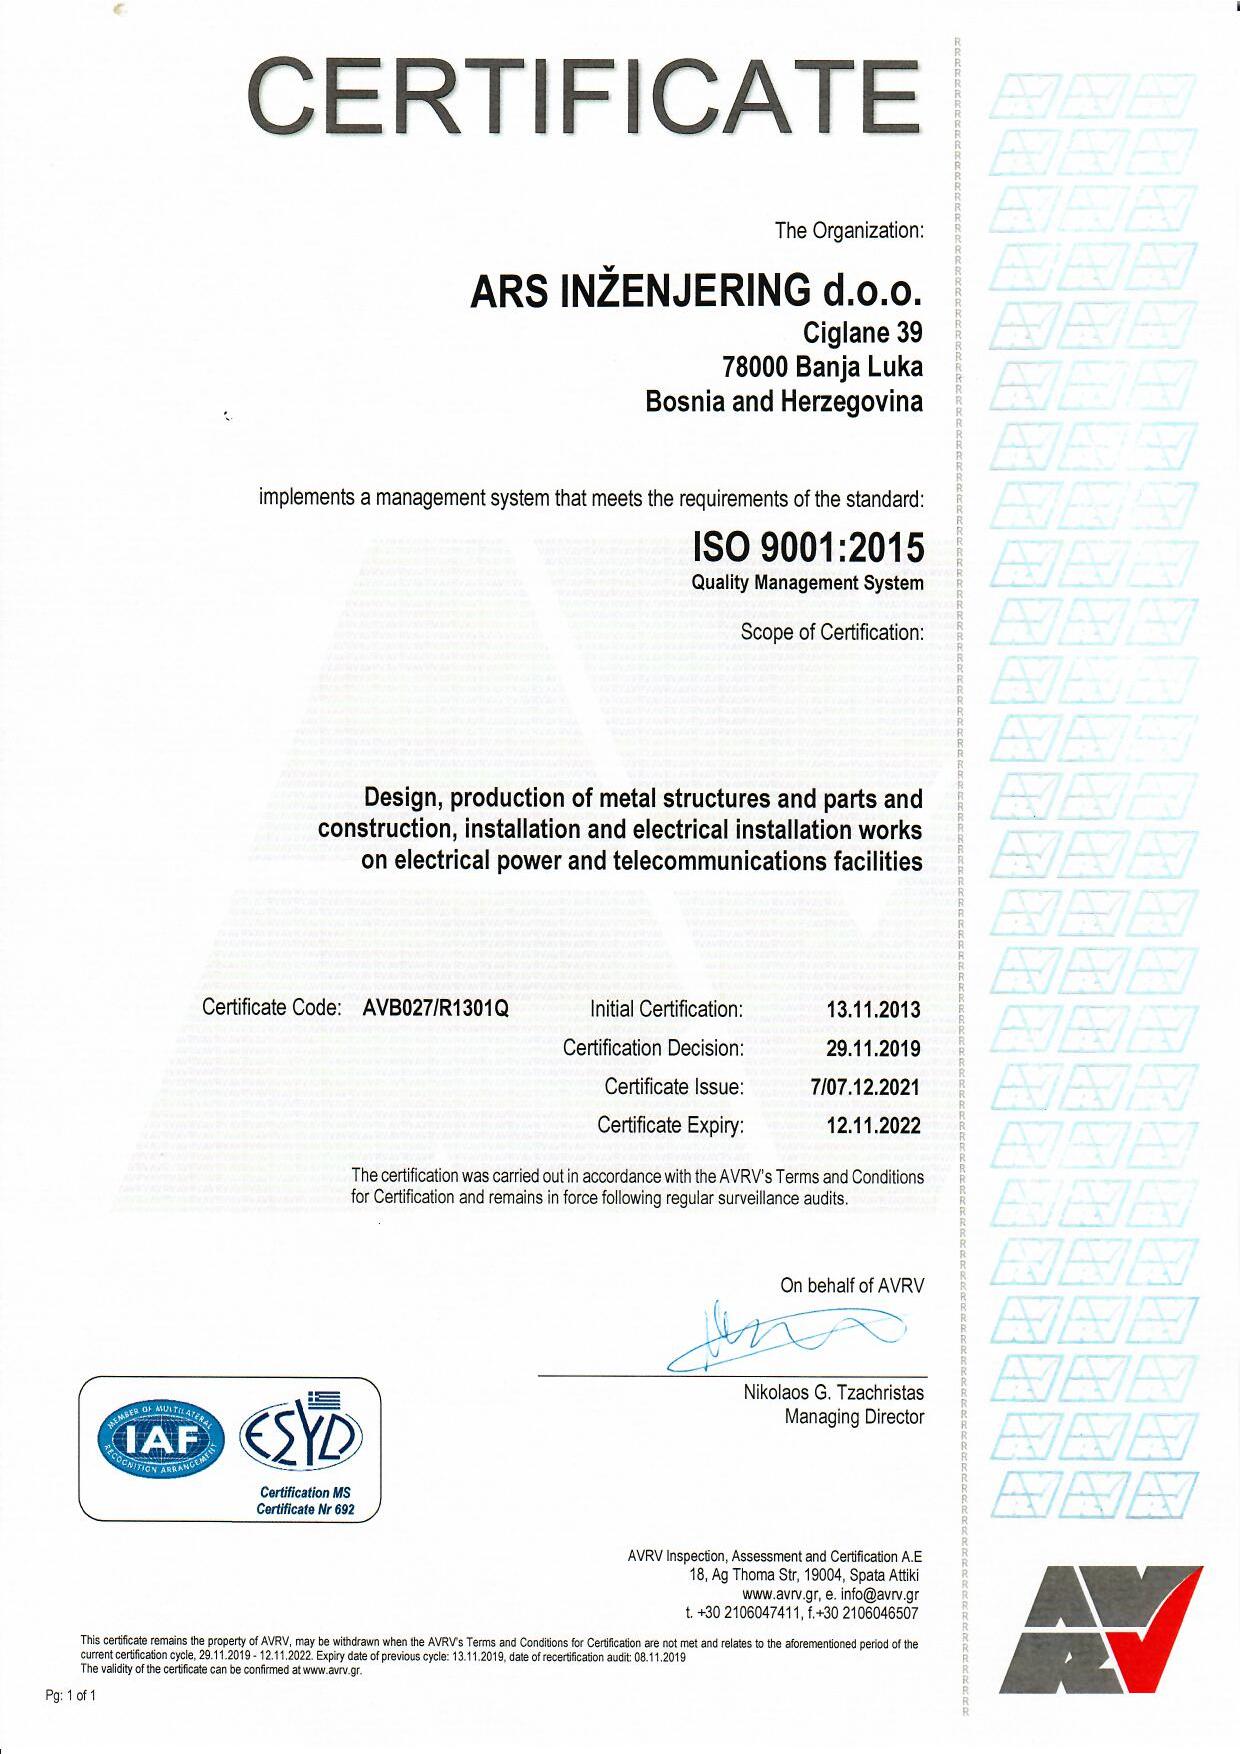 CERTIFICATE
The Organization:
ARS INŽENJERING d.o.o.
Ciglane 39
78000 Banja Luka
Bosnia and Herzegovina
implements a management system that meets the requirements of the standard:
ISO 9001:2015
Quality Management System
Scope of Certification:
Design, production of metal structures and parts and
construction, installation and electrical installation works
on electrical power and telecommunications facilities
Certificate Code: AVB027/R1301Q Initial Certification: 13.11.2013
Certification Decision: 29.11.2019
Certificate Issue: 7/07.12.2021
Certificate Expiry: 12.11.2022
The certification was carried out in accordance with the AVRV's Terms and Conditions
for Certification and remains in force following regular surveillance audits.
On behalf of AVRV
Nikolaos G. Tzachristas
Managing Director
MEMBER OF MULTILATERAL
IAF
RECOGNITION ARRANGEMENT
ESYD
Certification MS
Certificate Nr 692
AVRV Inspection, Assessment and Certification A.E
18, Ag Thoma Str, 19004, Spata Attiki
www.avrv.gr, e. info@avrv.gr
t. +30 2106047411, f.+30 2106046507
AV
R
This certificate remains the property of AVRV, may be withdrawn when the AVRV's Terms and Conditions for Certification are not met and relates to the aforementioned period of the
current certification cycle, 29.11.2019 - 12.11.2022. Expiry date of previous cycle: 13.11.2019, date of recertification audit: 08.11.2019
The validity of the certificate can be confirmed at www.avrv.gr.
Pg: 1 of 1